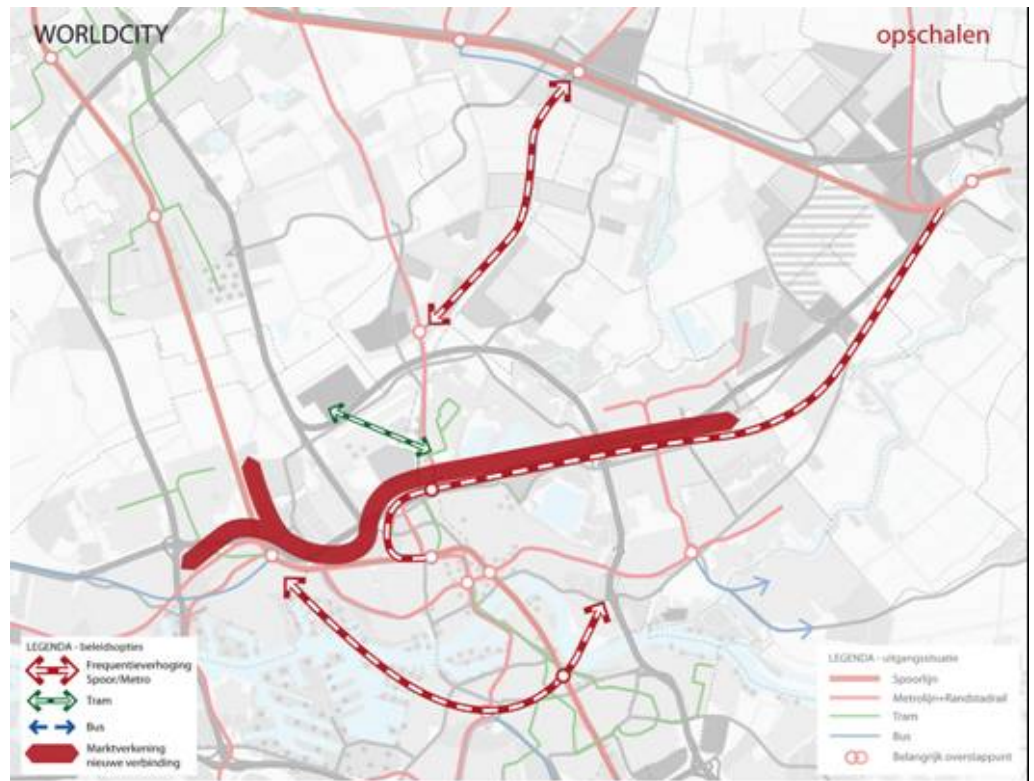 WORLDCITY
opschalen
LEGENDA - beleidsopties
Frequentieverhoging
Spoor/Metro
Tram
Bus
Marktverkening
nieuwe verbinding
LEGENDA - uitgangssituatie
Spoorlijn
Metrolijn++Randstadrail
Tram
Bus
Belangrijk overstappunt